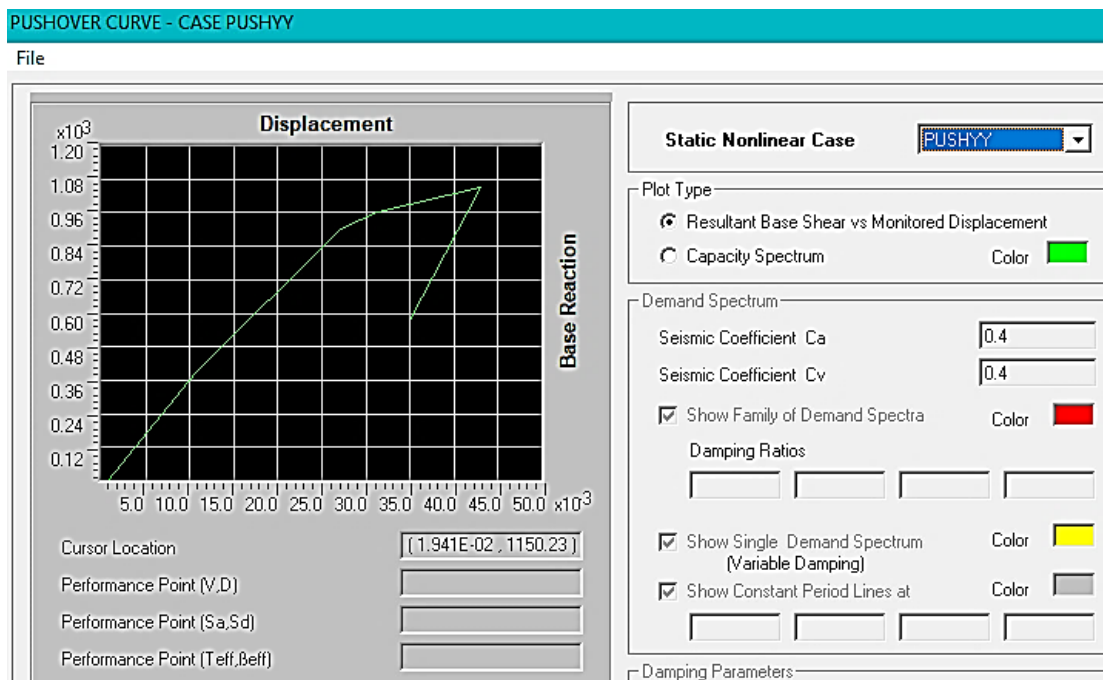 PUSHOVER CURVE - CASE PUSHYY
File
Displacement
x10³
1.20
1.08
0.96
0.84
0.72
0.60
0.48
0.36
0.24
0.12
Base Reaction
5.0 10.0 15.0 20.0 25.0 30.0 35.0 40.0 45.0 50.0 x10³
Cursor Location
(1.941E-02 , 1150.23)
Performance Point (V,D)
Performance Point (Sa,Sd)
Performance Point (Teff,βeff)
Static Nonlinear Case
PUSHYY
Plot Type
Resultant Base Shear vs Monitored Displacement
Capacity Spectrum
Color
Demand Spectrum
Seismic Coefficient Ca
0.4
Seismic Coefficient Cv
0.4
Show Family of Demand Spectra
Color
Damping Ratios
Show Single Demand Spectrum
(Variable Damping)
Color
Show Constant Period Lines at
Color
Damping Parameters